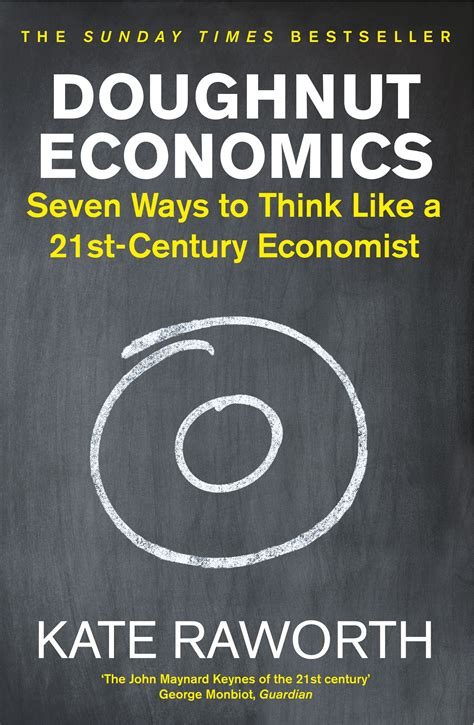 THE SUNDAY TIMES BESTSELLER
DOUGHNUT
ECONOMICS
Seven Ways to Think Like a
21st-Century Economist
KATE RAWORTH
‘The John Maynard Keynes of the 21st century’
George Monbiot, Guardian